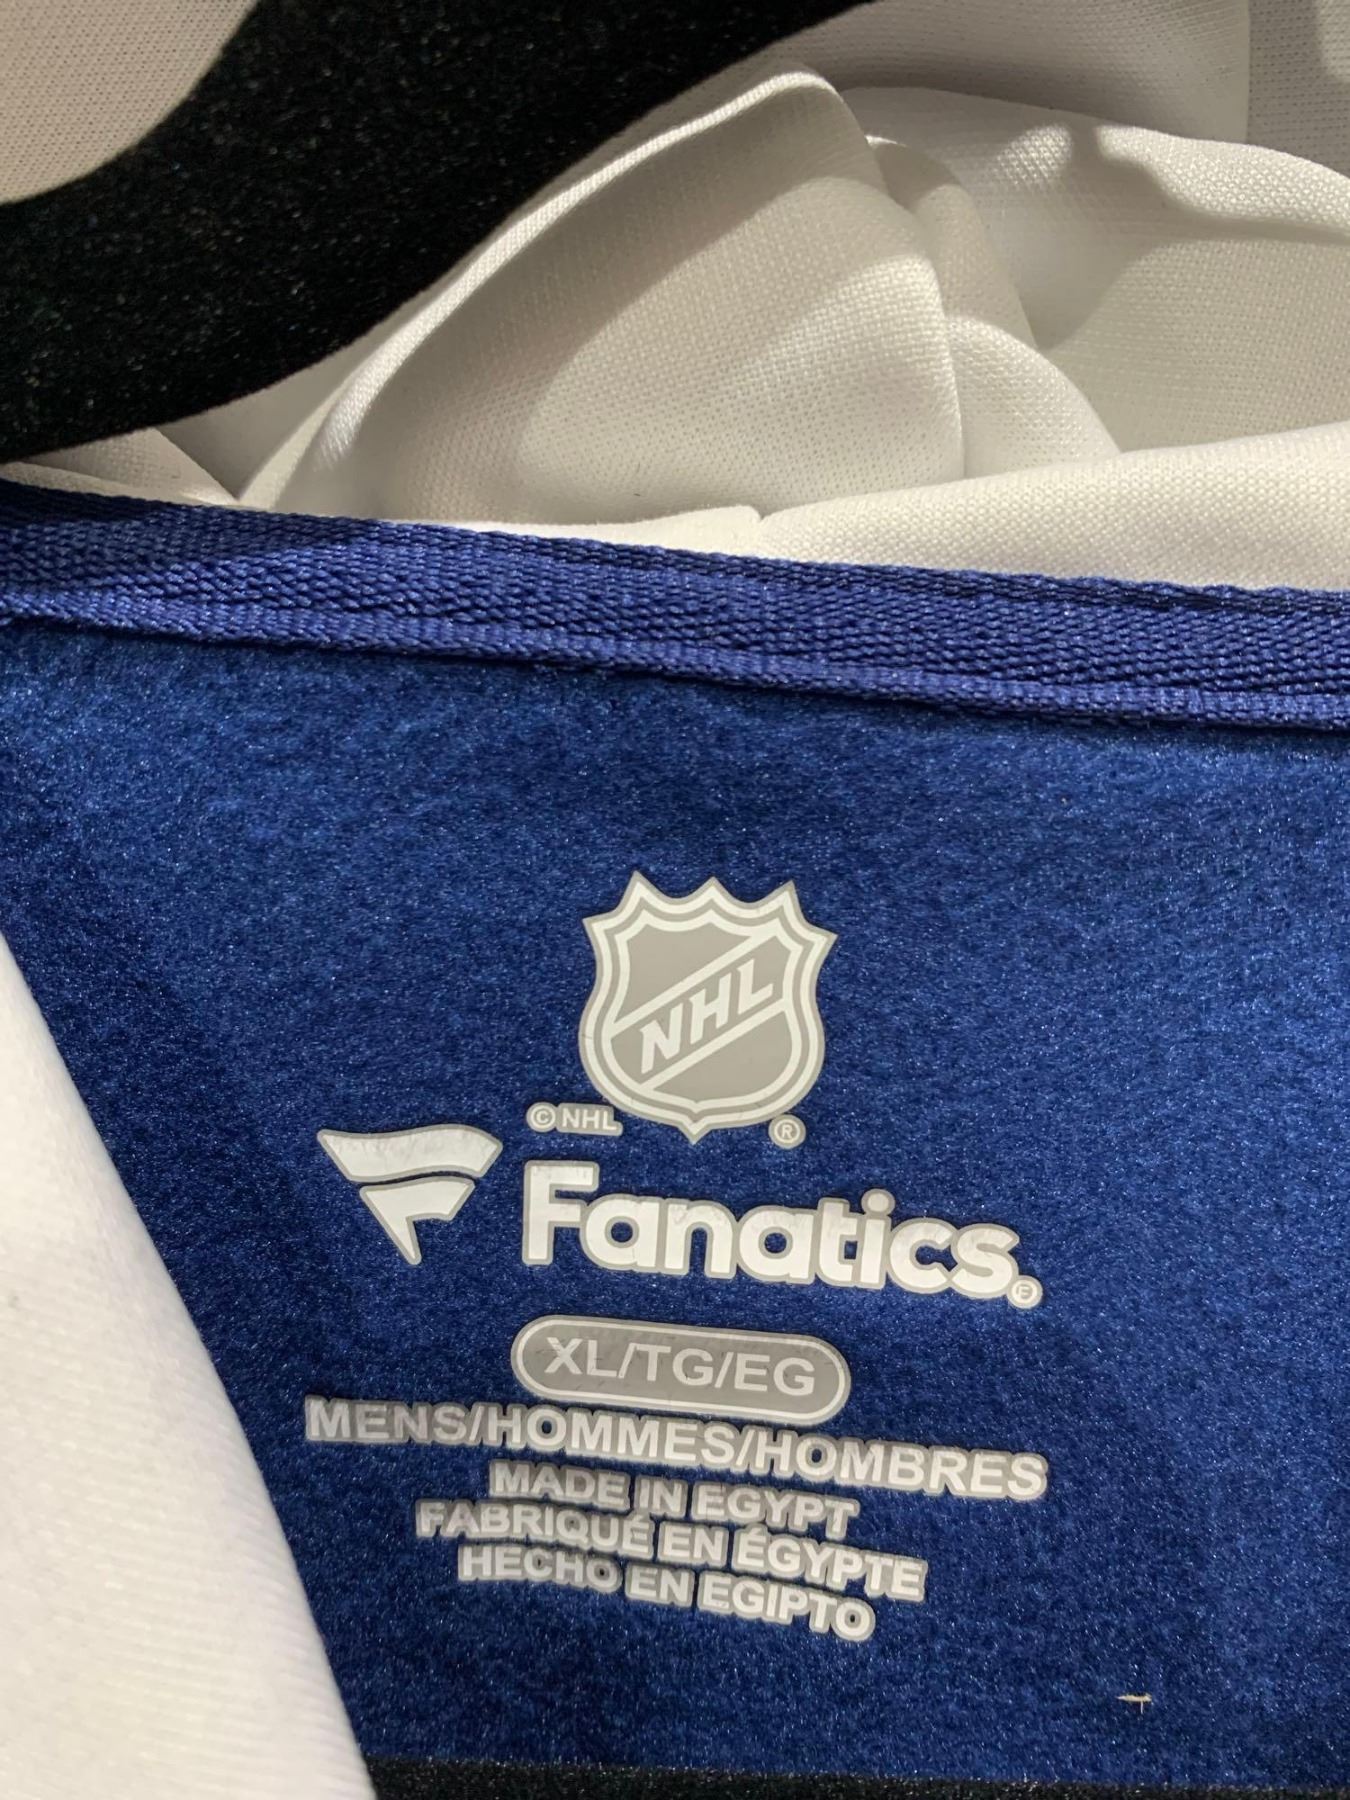 NHL
© NHL ®
Fanatics.
XL/TG/EG
MENS/HOMMES/HOMBRES
MADE IN EGYPT
FABRIQUÉ EN ÉGYPTE
HECHO EN EGIPTO